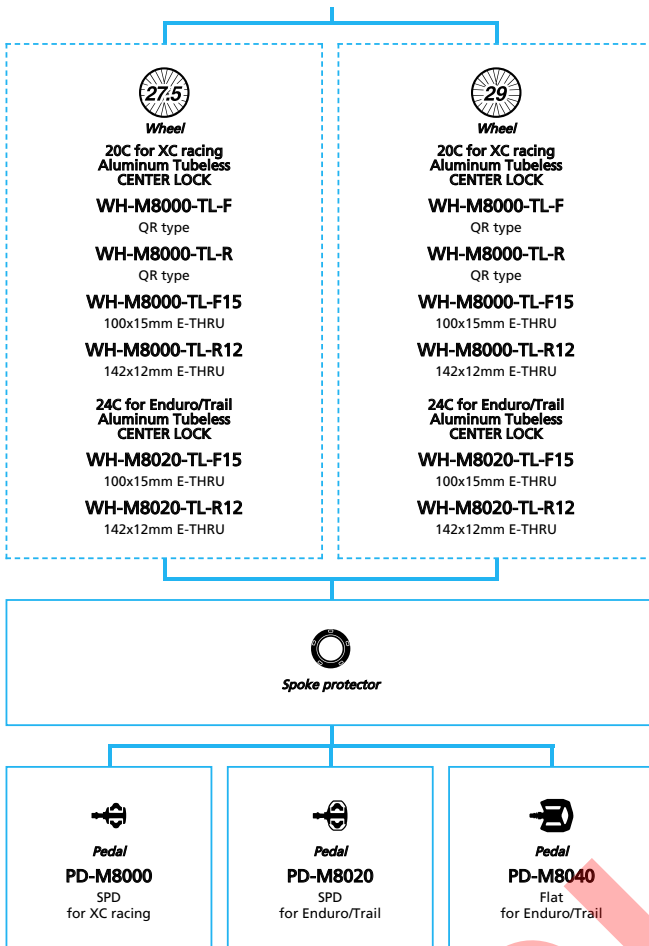 27.5
Wheel
20C for XC racing
Aluminum Tubeless
CENTER LOCK
WH-M8000-TL-F
QR type
WH-M8000-TL-R
QR type
WH-M8000-TL-F15
100x15mm E-THRU
WH-M8000-TL-R12
142x12mm E-THRU
24C for Enduro/Trail
Aluminum Tubeless
CENTER LOCK
WH-M8020-TL-F15
100x15mm E-THRU
WH-M8020-TL-R12
142x12mm E-THRU
29
Wheel
20C for XC racing
Aluminum Tubeless
CENTER LOCK
WH-M8000-TL-F
QR type
WH-M8000-TL-R
QR type
WH-M8000-TL-F15
100x15mm E-THRU
WH-M8000-TL-R12
142x12mm E-THRU
24C for Enduro/Trail
Aluminum Tubeless
CENTER LOCK
WH-M8020-TL-F15
100x15mm E-THRU
WH-M8020-TL-R12
142x12mm E-THRU
Spoke protector
Pedal
PD-M8000
SPD
for XC racing
Pedal
PD-M8020
SPD
for Enduro/Trail
Pedal
PD-M8040
Flat
for Enduro/Trail